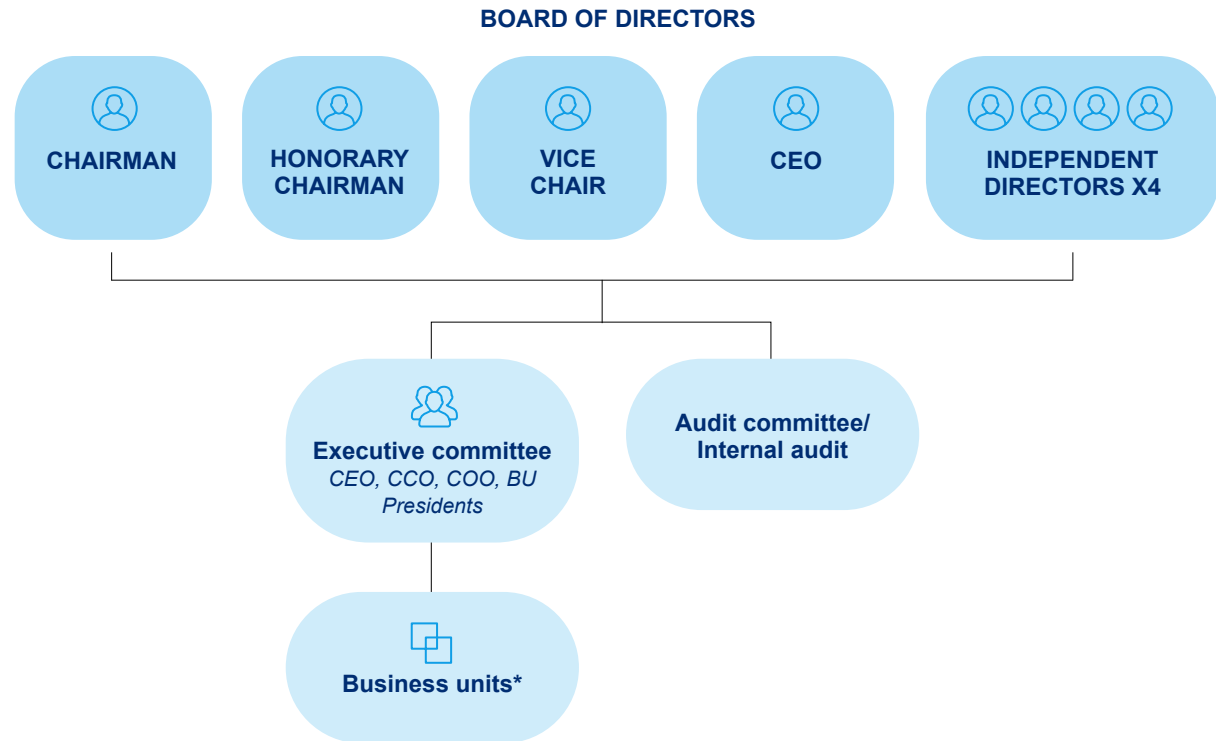 BOARD OF DIRECTORS
CHAIRMAN
HONORARY
CHAIRMAN
VICE
CHAIR
CEO
INDEPENDENT
DIRECTORS X4
Executive committee
CEO, CCO, COO, BU
Presidents
Audit committee/
Internal audit
Business units*